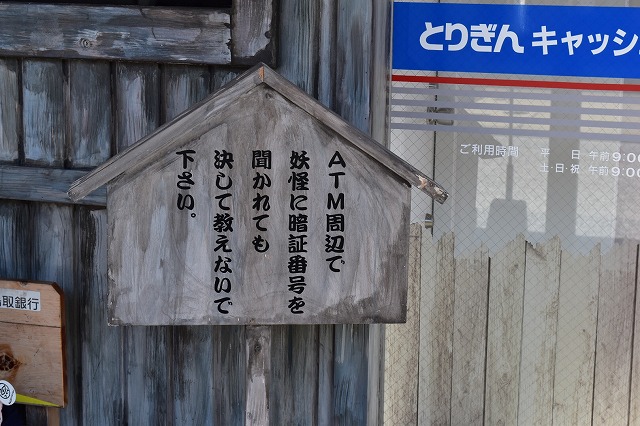 とりぎん キャッシ
ご利用時間 平 日 午前9:00
土・日・祝 午前9:00
ATM周辺で
妖怪に暗証番号を
聞かれても
決して教えないで
下さい。
取銀行